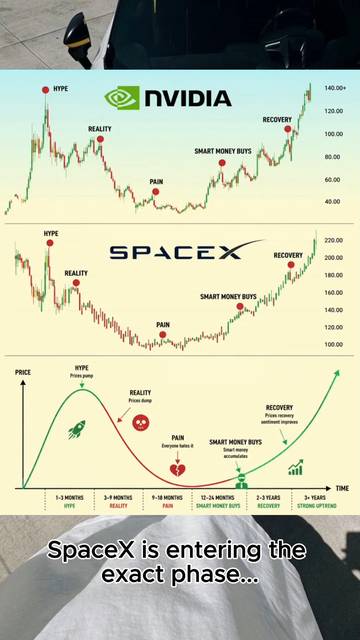 HYPE
NVIDIA
140.00+
REALITY
120.00
RECOVERY
100.00
SMART MONEY BUYS
80.00
PAIN
60.00
40.00
HYPE
SPACEX
220.00
REALITY
RECOVERY
200.00
180.00
SMART MONEY BUYS
160.00
140.00
PAIN
120.00
100.00
PRICE
HYPE
Prices pump
REALITY
Prices dump
PAIN
Everyone hates it
SMART MONEY BUYS
Smart money
accumulates
RECOVERY
Prices recovery
sentiment improves
TIME
1-3 MONTHS
HYPE
3-9 MONTHS
REALITY
9-18 MONTHS
PAIN
12-24 MONTHS
SMART MONEY BUYS
2-3 YEARS
RECOVERY
3+ YEARS
STRONG UPTREND
SpaceX is entering the
exact phase...